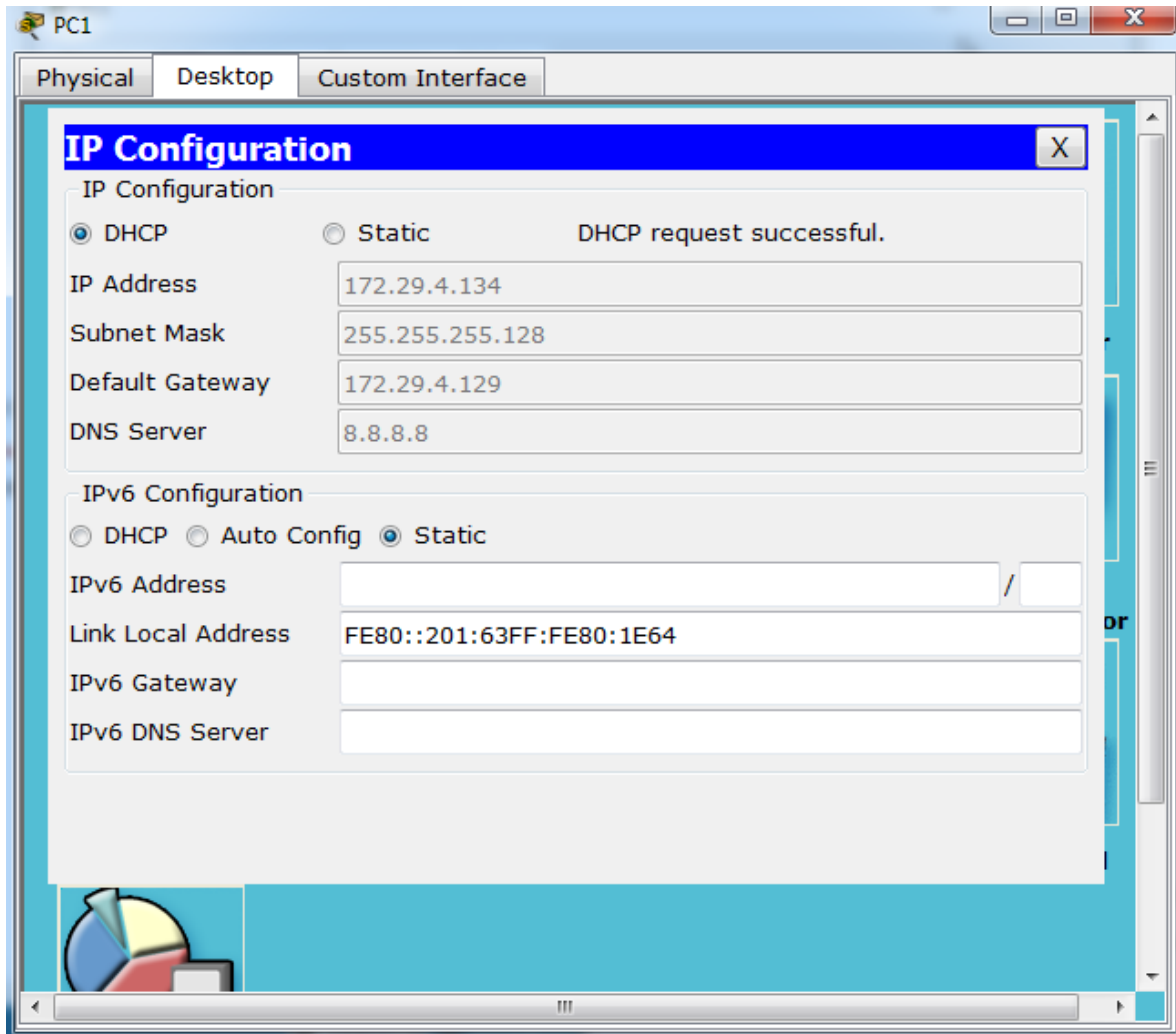 PC1
Physical Desktop Custom Interface
IP Configuration X
IP Configuration
DHCP Static DHCP request successful.
IP Address 172.29.4.134
Subnet Mask 255.255.255.128
Default Gateway 172.29.4.129
DNS Server 8.8.8.8
IPv6 Configuration
DHCP Auto Config Static
IPv6 Address /
Link Local Address FE80::201:63FF:FE80:1E64
or
IPv6 Gateway
IPv6 DNS Server